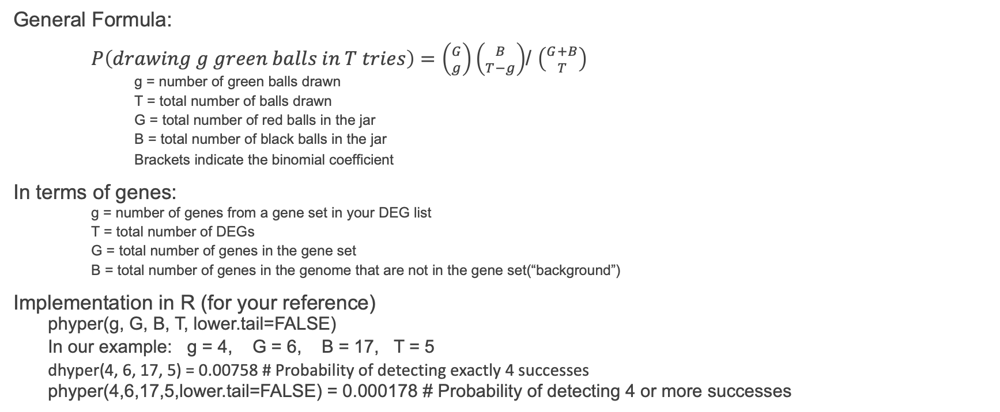 General Formula:
P(drawing g green balls in T tries) = (G g) (B T−g) / (G+B T)
g = number of green balls drawn
T = total number of balls drawn
G = total number of red balls in the jar
B = total number of black balls in the jar
Brackets indicate the binomial coefficient
In terms of genes:
g = number of genes from a gene set in your DEG list
T = total number of DEGs
G = total number of genes in the gene set
B = total number of genes in the genome that are not in the gene set(“background”)
Implementation in R (for your reference)
phyper(g, G, B, T, lower.tail=FALSE)
In our example: g = 4, G = 6, B = 17, T = 5
dhyper(4, 6, 17, 5) = 0.00758 # Probability of detecting exactly 4 successes
phyper(4,6,17,5,lower.tail=FALSE) = 0.000178 # Probability of detecting 4 or more successes